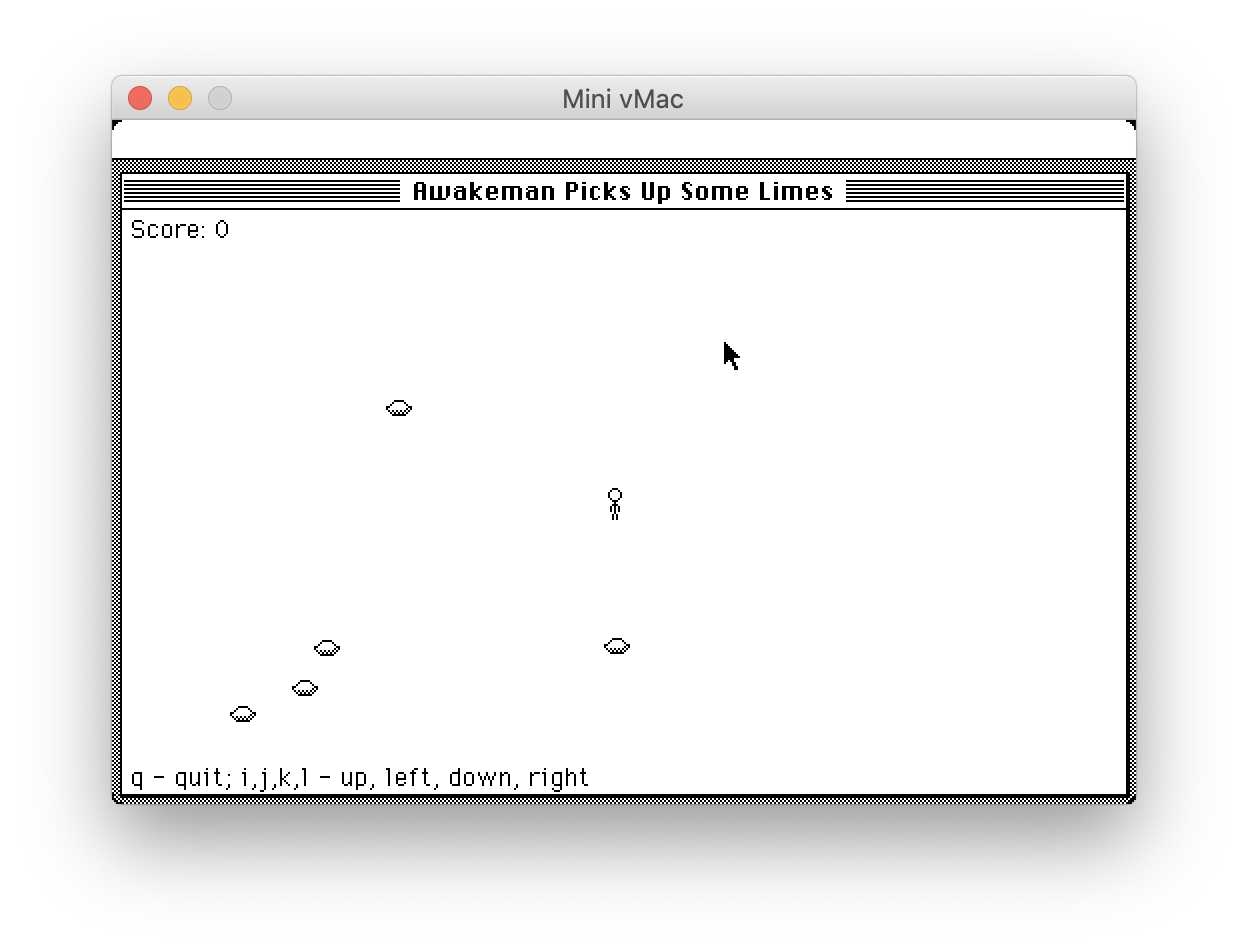 Mini vMac
Awakeman Picks Up Some Limes
Score: 0
q - quit; i,j,k,l - up, left, down, right